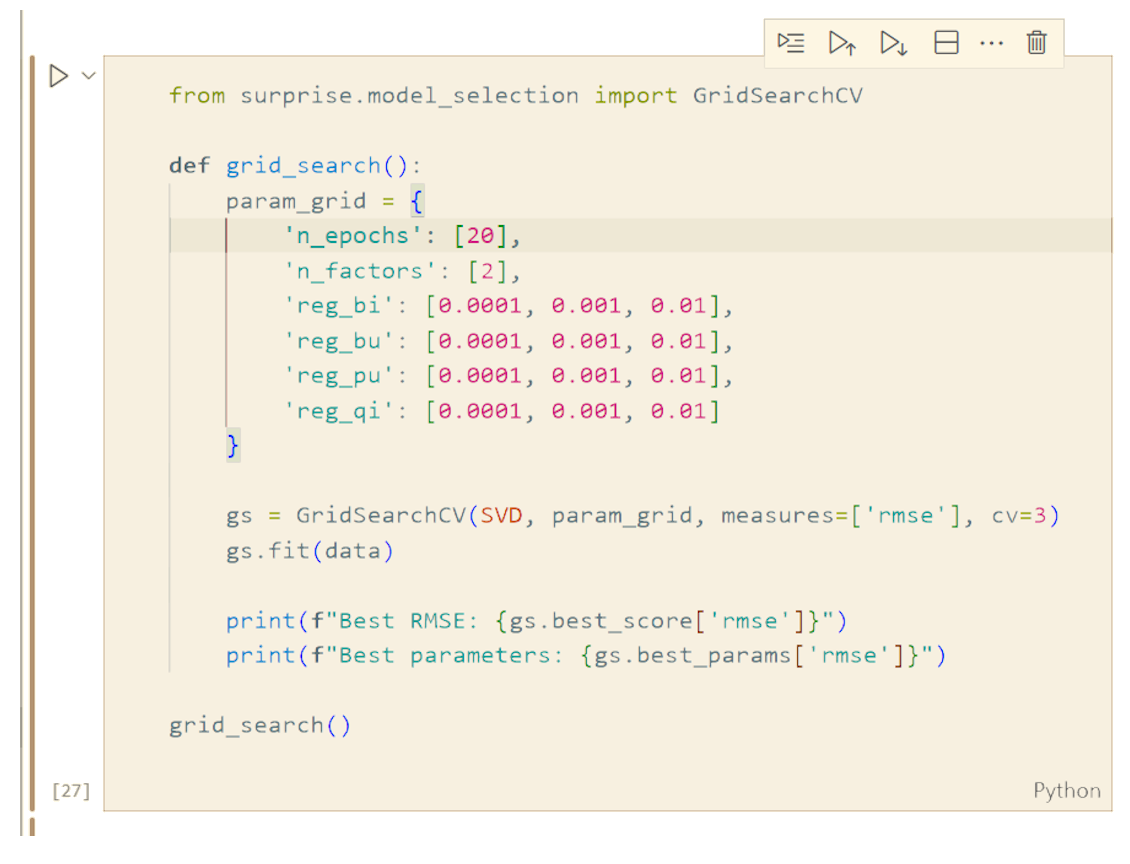 from surprise.model_selection import GridSearchCV
def grid_search():
    param_grid = {
        'n_epochs': [20],
        'n_factors': [2],
        'reg_bi': [0.0001, 0.001, 0.01],
        'reg_bu': [0.0001, 0.001, 0.01],
        'reg_pu': [0.0001, 0.001, 0.01],
        'reg_qi': [0.0001, 0.001, 0.01]
    }
    gs = GridSearchCV(SVD, param_grid, measures=['rmse'], cv=3)
    gs.fit(data)
    print(f"Best RMSE: {gs.best_score['rmse']}")
    print(f"Best parameters: {gs.best_params['rmse']}")
grid_search()
[27]
Python